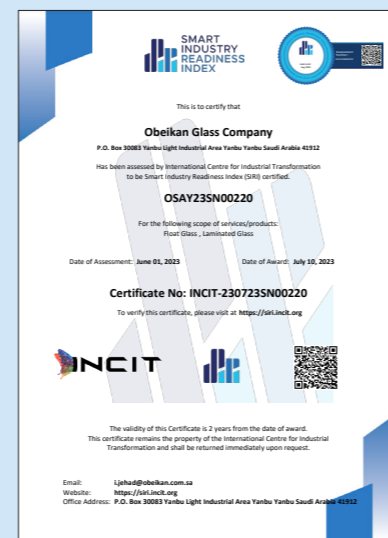 SMART
INDUSTRY
READINESS
INDEX
This is to certify that
Obeikan Glass Company
P.O. Box 30083 Yanbu Light Industrial Area Yanbu Yanbu Saudi Arabia 41912
Has been assessed by International Centre for Industrial Transformation
to be Smart Industry Readiness Index (SIRI) certified.
OSAY23SN00220
For the following scope of services/products:
Float Glass , Laminated Glass
Date of Assessment: June 01, 2023 Date of Award: July 10, 2023
Certificate No: INCIT-230723SN00220
To verify this certificate, please visit at https://siri.incit.org
INCIT
The validity of this Certificate is 2 years from the date of award.
This certificate remains the property of the International Centre for Industrial
Transformation and shall be returned immediately upon request.
Email: i.jehad@obeikan.com.sa
Website: https://siri.incit.org
Office Address: P.O. Box 30083 Yanbu Light Industrial Area Yanbu Yanbu Saudi Arabia 41912